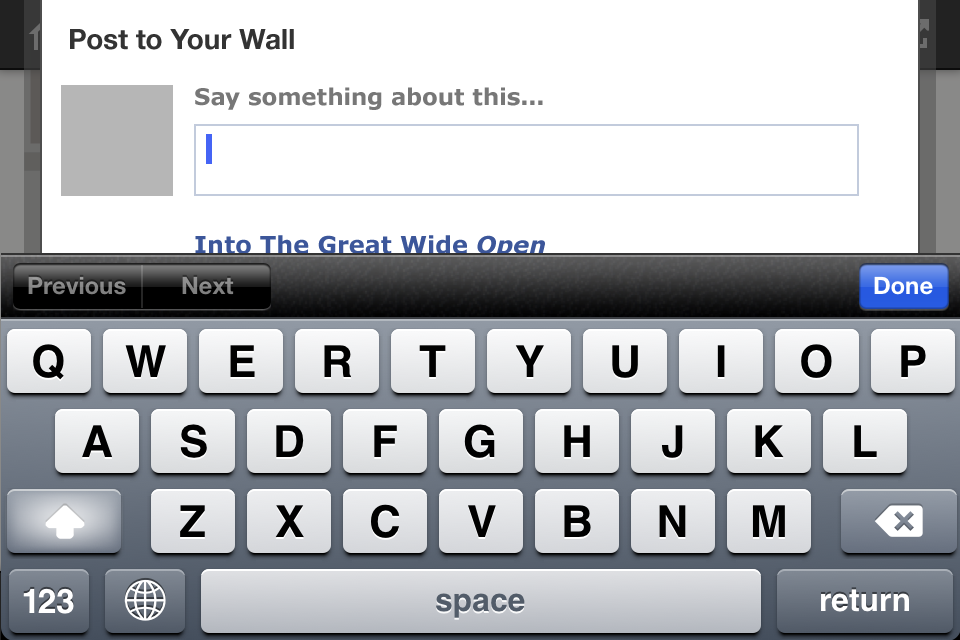 Post to Your Wall
Say something about this...
Into The Great Wide Open
Previous Next Done
Q W E R T Y U I O P
A S D F G H J K L
Z X C V B N M
123 space return